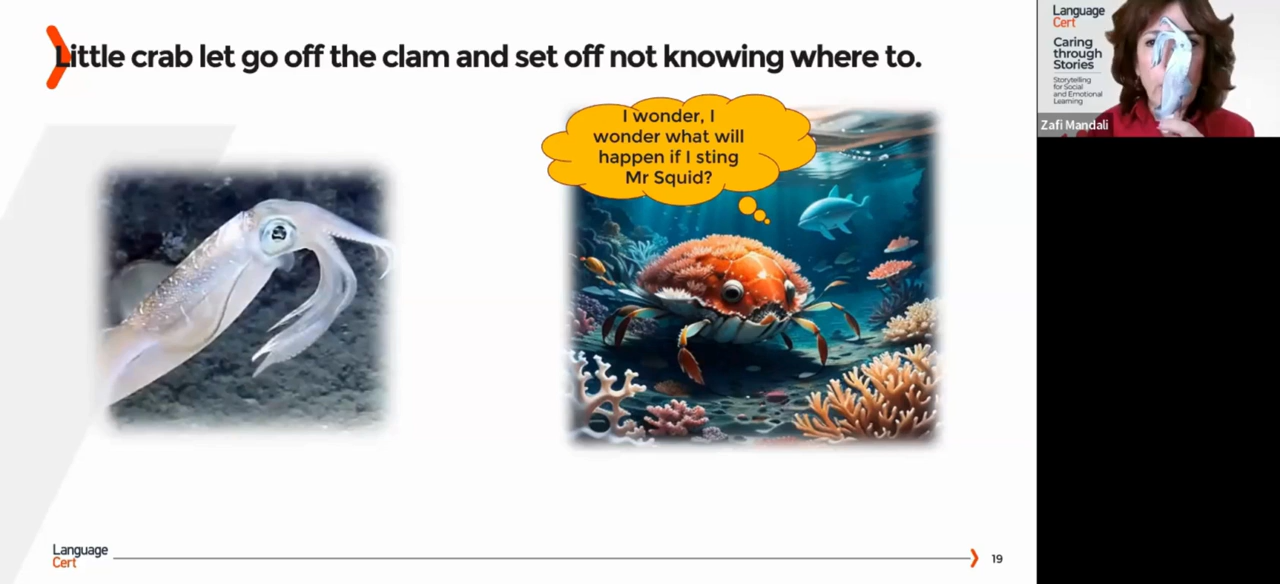 Little crab let go off the clam and set off not knowing where to.
I wonder, I
wonder what will
happen if I sting
Mr Squid?
Language
Cert
19
Language
Cert
Caring
through
Stories
Storytelling
for Social
and Emotional
Learning
Zafi Mandali